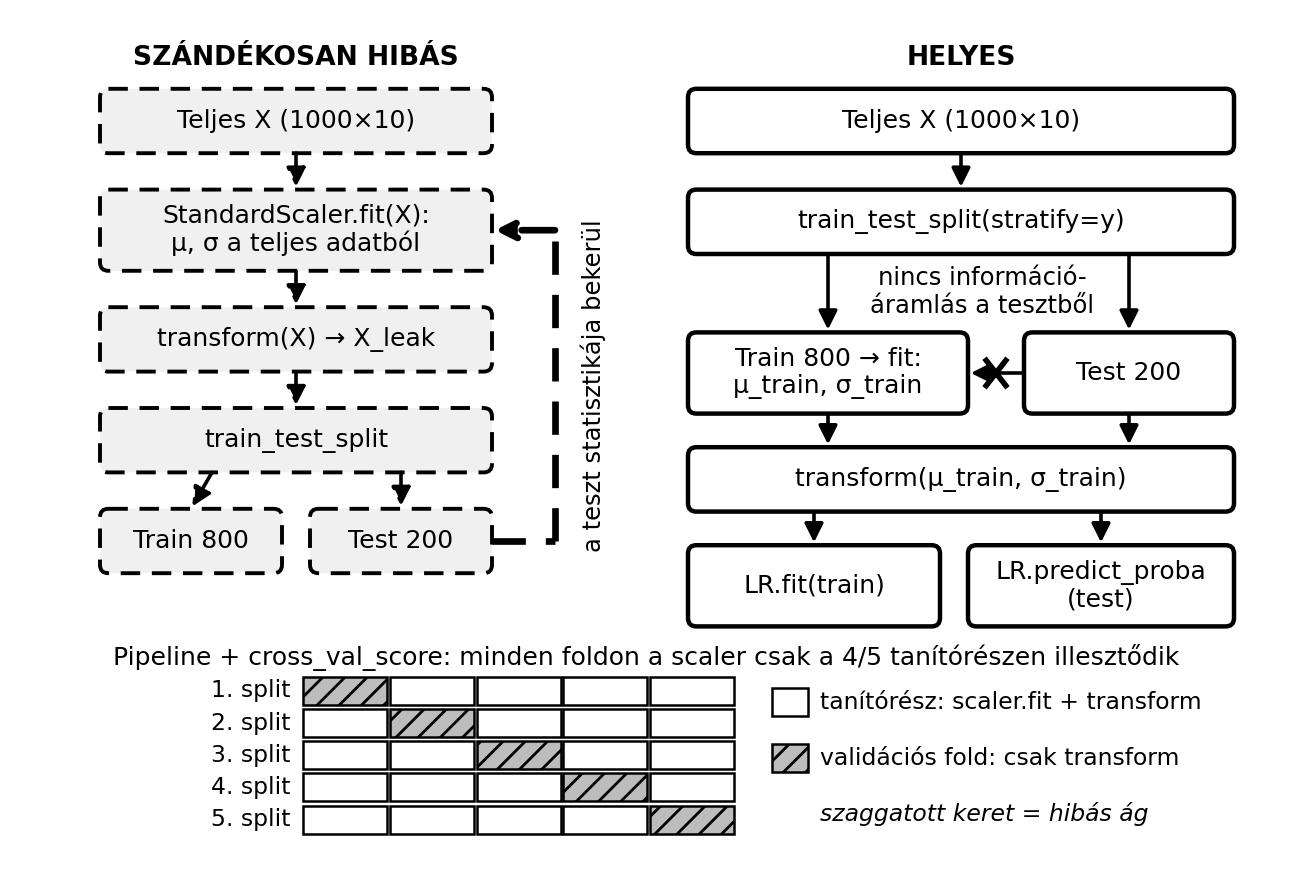 SZÁNDÉKOSAN HIBÁS
Teljes X (1000×10)
StandardScaler.fit(X):
μ, σ a teljes adatból
transform(X) → X_leak
train_test_split
Train 800
Test 200
a teszt statisztikája bekerül
HELYES
Teljes X (1000×10)
train_test_split(stratify=y)
nincs információ-
áramlás a tesztből
Train 800 → fit:
μ_train, σ_train
Test 200
transform(μ_train, σ_train)
LR.fit(train)
LR.predict_proba
(test)
Pipeline + cross_val_score: minden foldon a scaler csak a 4/5 tanítórészen illesztődik
1. split
2. split
3. split
4. split
5. split
tanítórész: scaler.fit + transform
validációs fold: csak transform
szaggatott keret = hibás ág